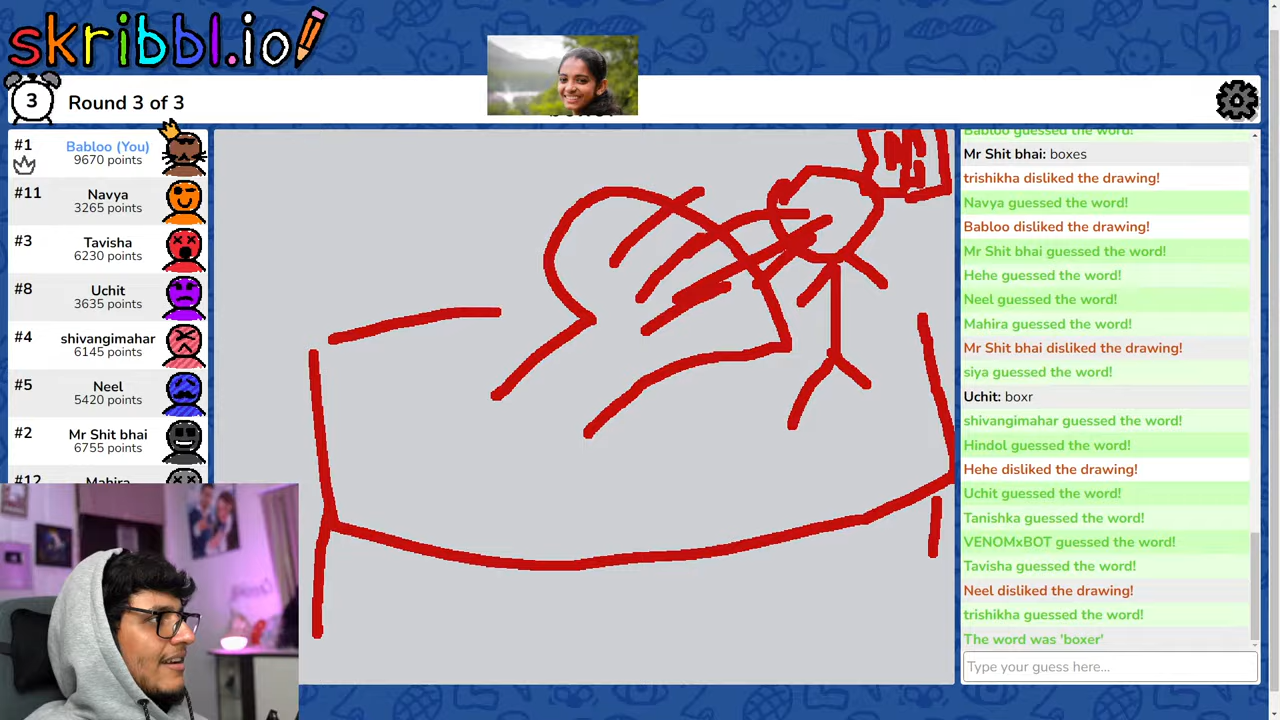 skribbl.io
3
Round 3 of 3
#1
Babloo (You)
9670 points
#11
Navya
3265 points
#3
Tavisha
6230 points
#8
Uchit
3635 points
#4
shivangimahar
6145 points
#5
Neel
5420 points
#2
Mr Shit bhai
6755 points
#12
Mahira
Babloo guessed the word!
Mr Shit bhai: boxes
trishikha disliked the drawing!
Navya guessed the word!
Babloo disliked the drawing!
Mr Shit bhai guessed the word!
Hehe guessed the word!
Neel guessed the word!
Mahira guessed the word!
Mr Shit bhai disliked the drawing!
siya guessed the word!
Uchit: boxr
shivangimahar guessed the word!
Hindol guessed the word!
Hehe disliked the drawing!
Uchit guessed the word!
Tanishka guessed the word!
VENOMxBOT guessed the word!
Tavisha guessed the word!
Neel disliked the drawing!
trishikha guessed the word!
The word was 'boxer'
Type your guess here...